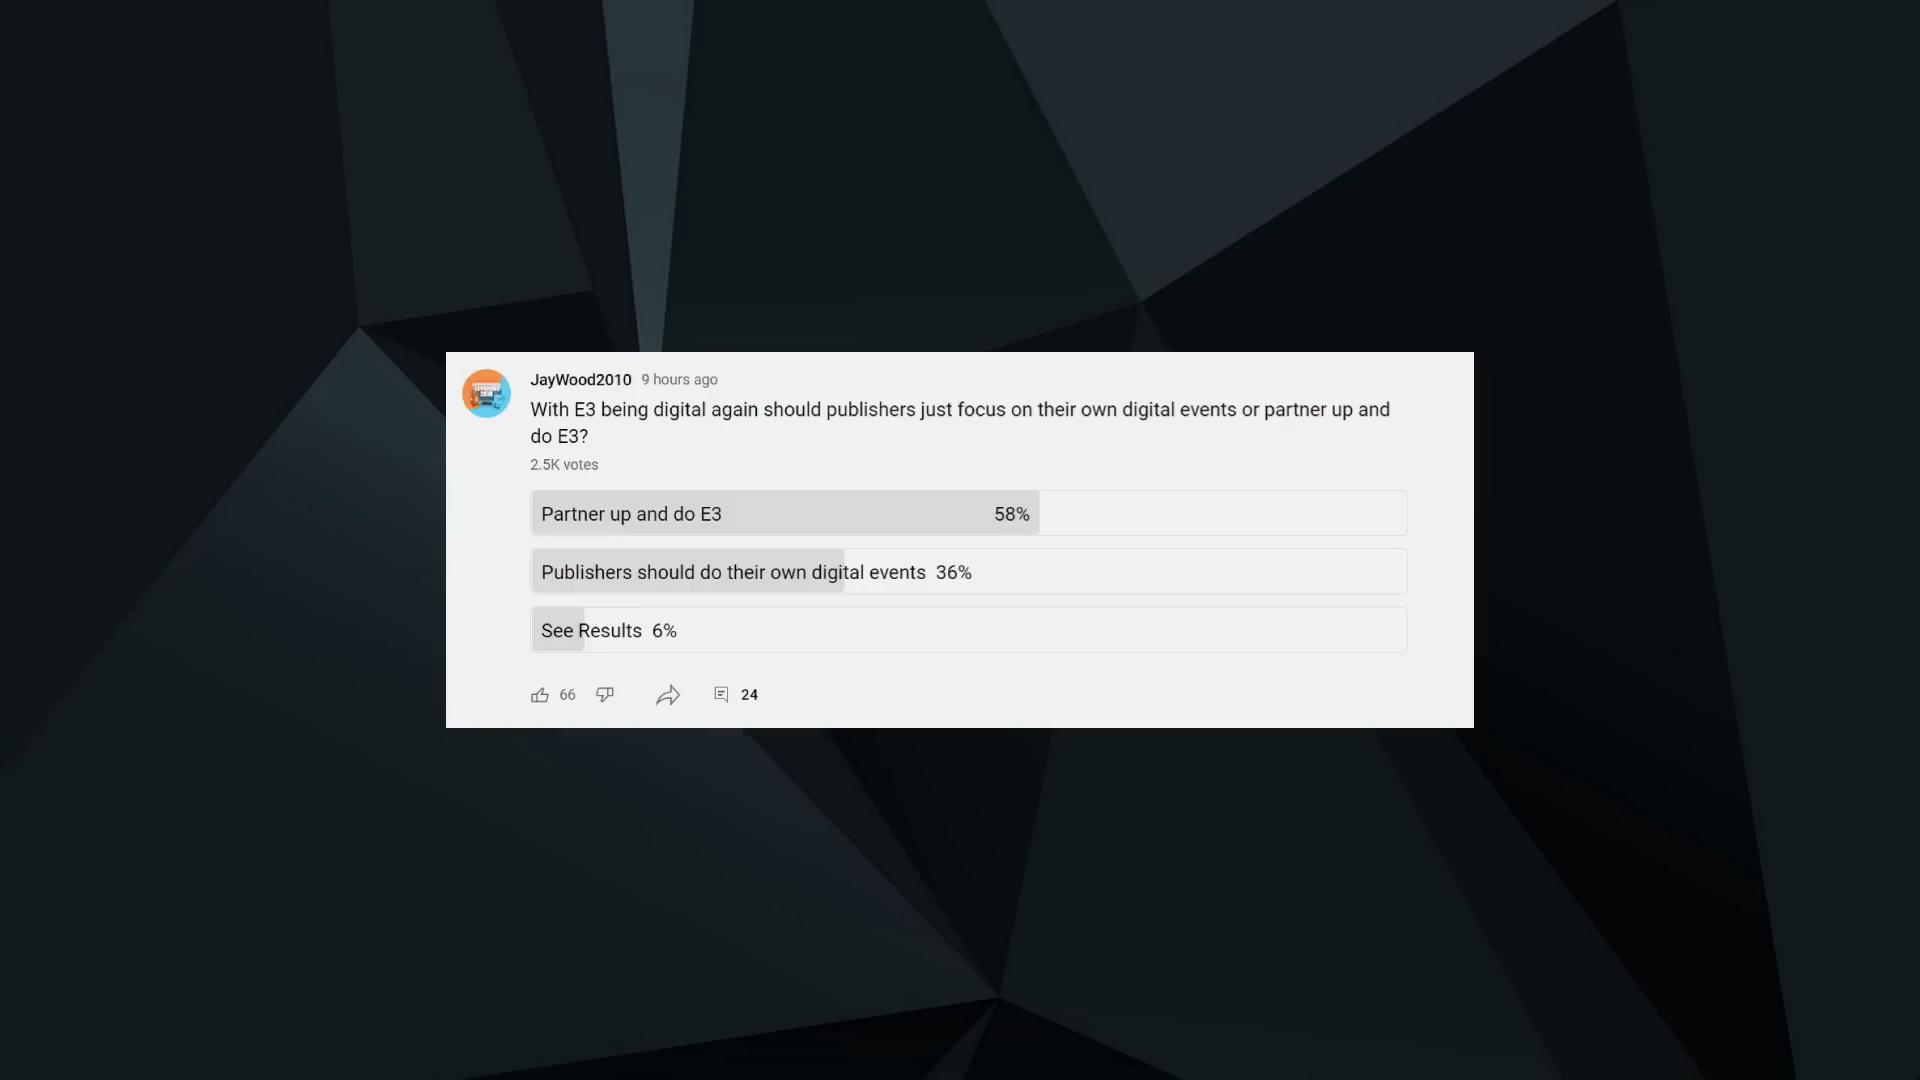 JayWood2010 9 hours ago
With E3 being digital again should publishers just focus on their own digital events or partner up and
do E3?
2.5K votes
Partner up and do E3 58%
Publishers should do their own digital events 36%
See Results 6%
66 24